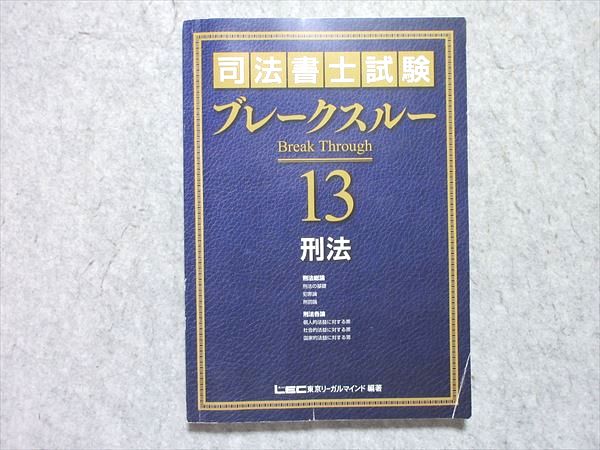 司法書士試験
ブレークスルー
Break Through
13
刑法
刑法総論
刑法の基礎
犯罪論
刑罰論
刑法各論
個人的法益に対する罪
社会的法益に対する罪
国家的法益に対する罪
LEC東京リーガルマインド 編著